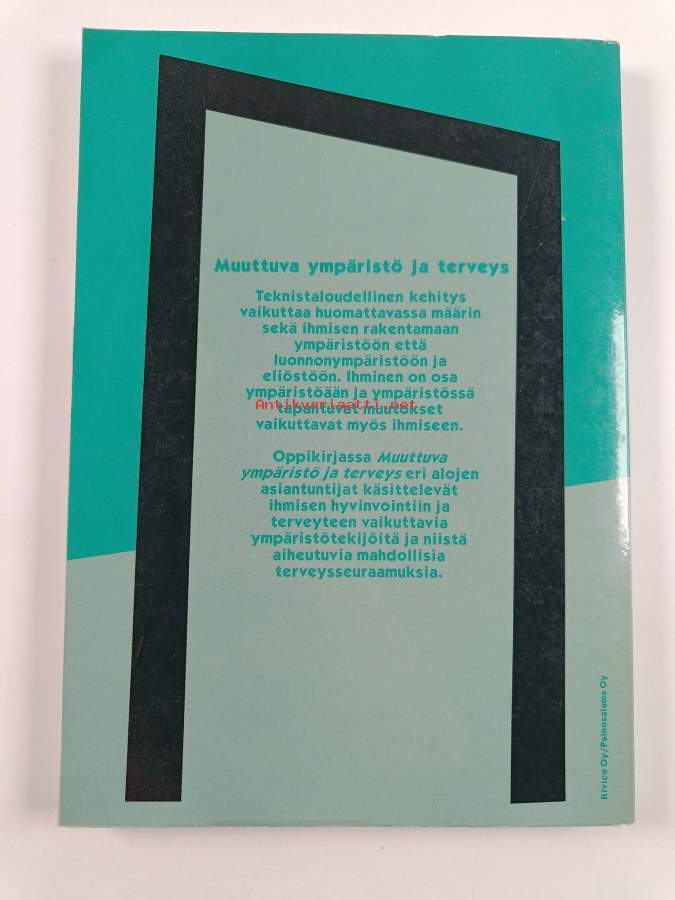 Muuttuva ympäristö ja terveys
Teknistaloudellinen kehitys
vaikuttaa huomattavassa määrin
sekä ihmisen rakentamaan
ympäristöön että
luonnonympäristöön ja
eliöstöön. Ihminen on osa
ympäristöään ja ympäristössä
Antikvariaatti.net
tapahtuvat muutokset
vaikuttavat myös ihmiseen.
Oppikirjassa Muuttuva
ympäristö ja terveys eri alojen
asiantuntijat käsittelevät
ihmisen hyvinvointiin ja
terveyteen vaikuttavia
ympäristötekijöitä ja niistä
aiheutuvia mahdollisia
terveysseuraamuksia.
Rivico Oy/Painosalama Oy